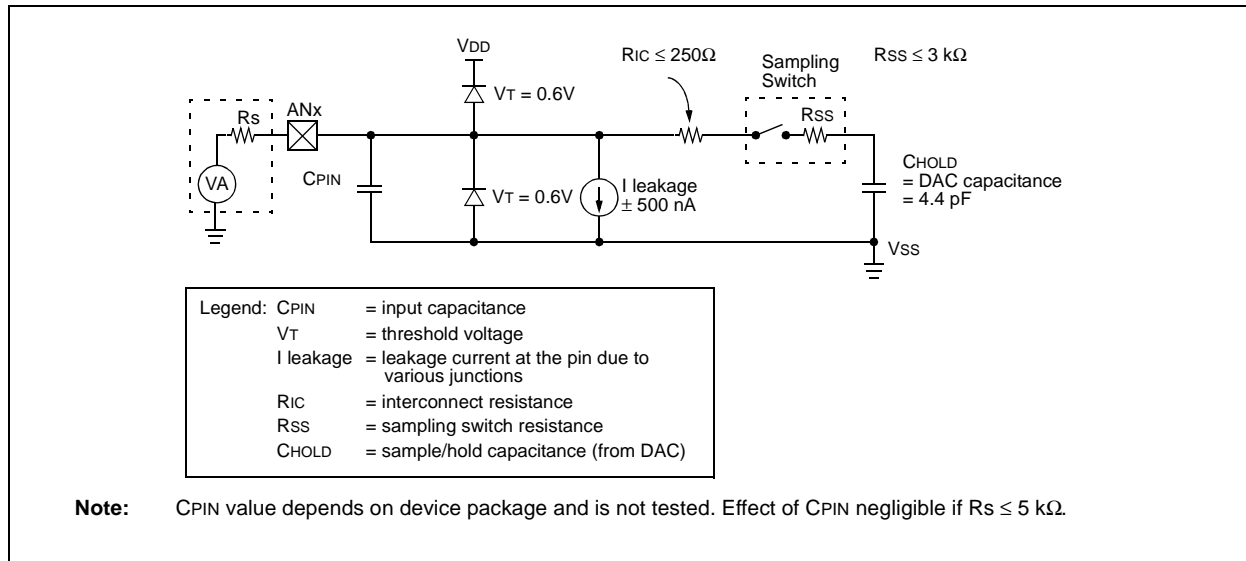 VDD
RIC ≤ 250Ω
Sampling
Switch
RSS ≤ 3 kΩ
VT = 0.6V
Rs
ANx
RSS
VA
CPIN
VT = 0.6V
I leakage
± 500 nA
CHOLD
= DAC capacitance
= 4.4 pF
VSS
Legend: CPIN = input capacitance
VT = threshold voltage
I leakage = leakage current at the pin due to
various junctions
RIC = interconnect resistance
RSS = sampling switch resistance
CHOLD = sample/hold capacitance (from DAC)
Note: CPIN value depends on device package and is not tested. Effect of CPIN negligible if Rs ≤ 5 kΩ.